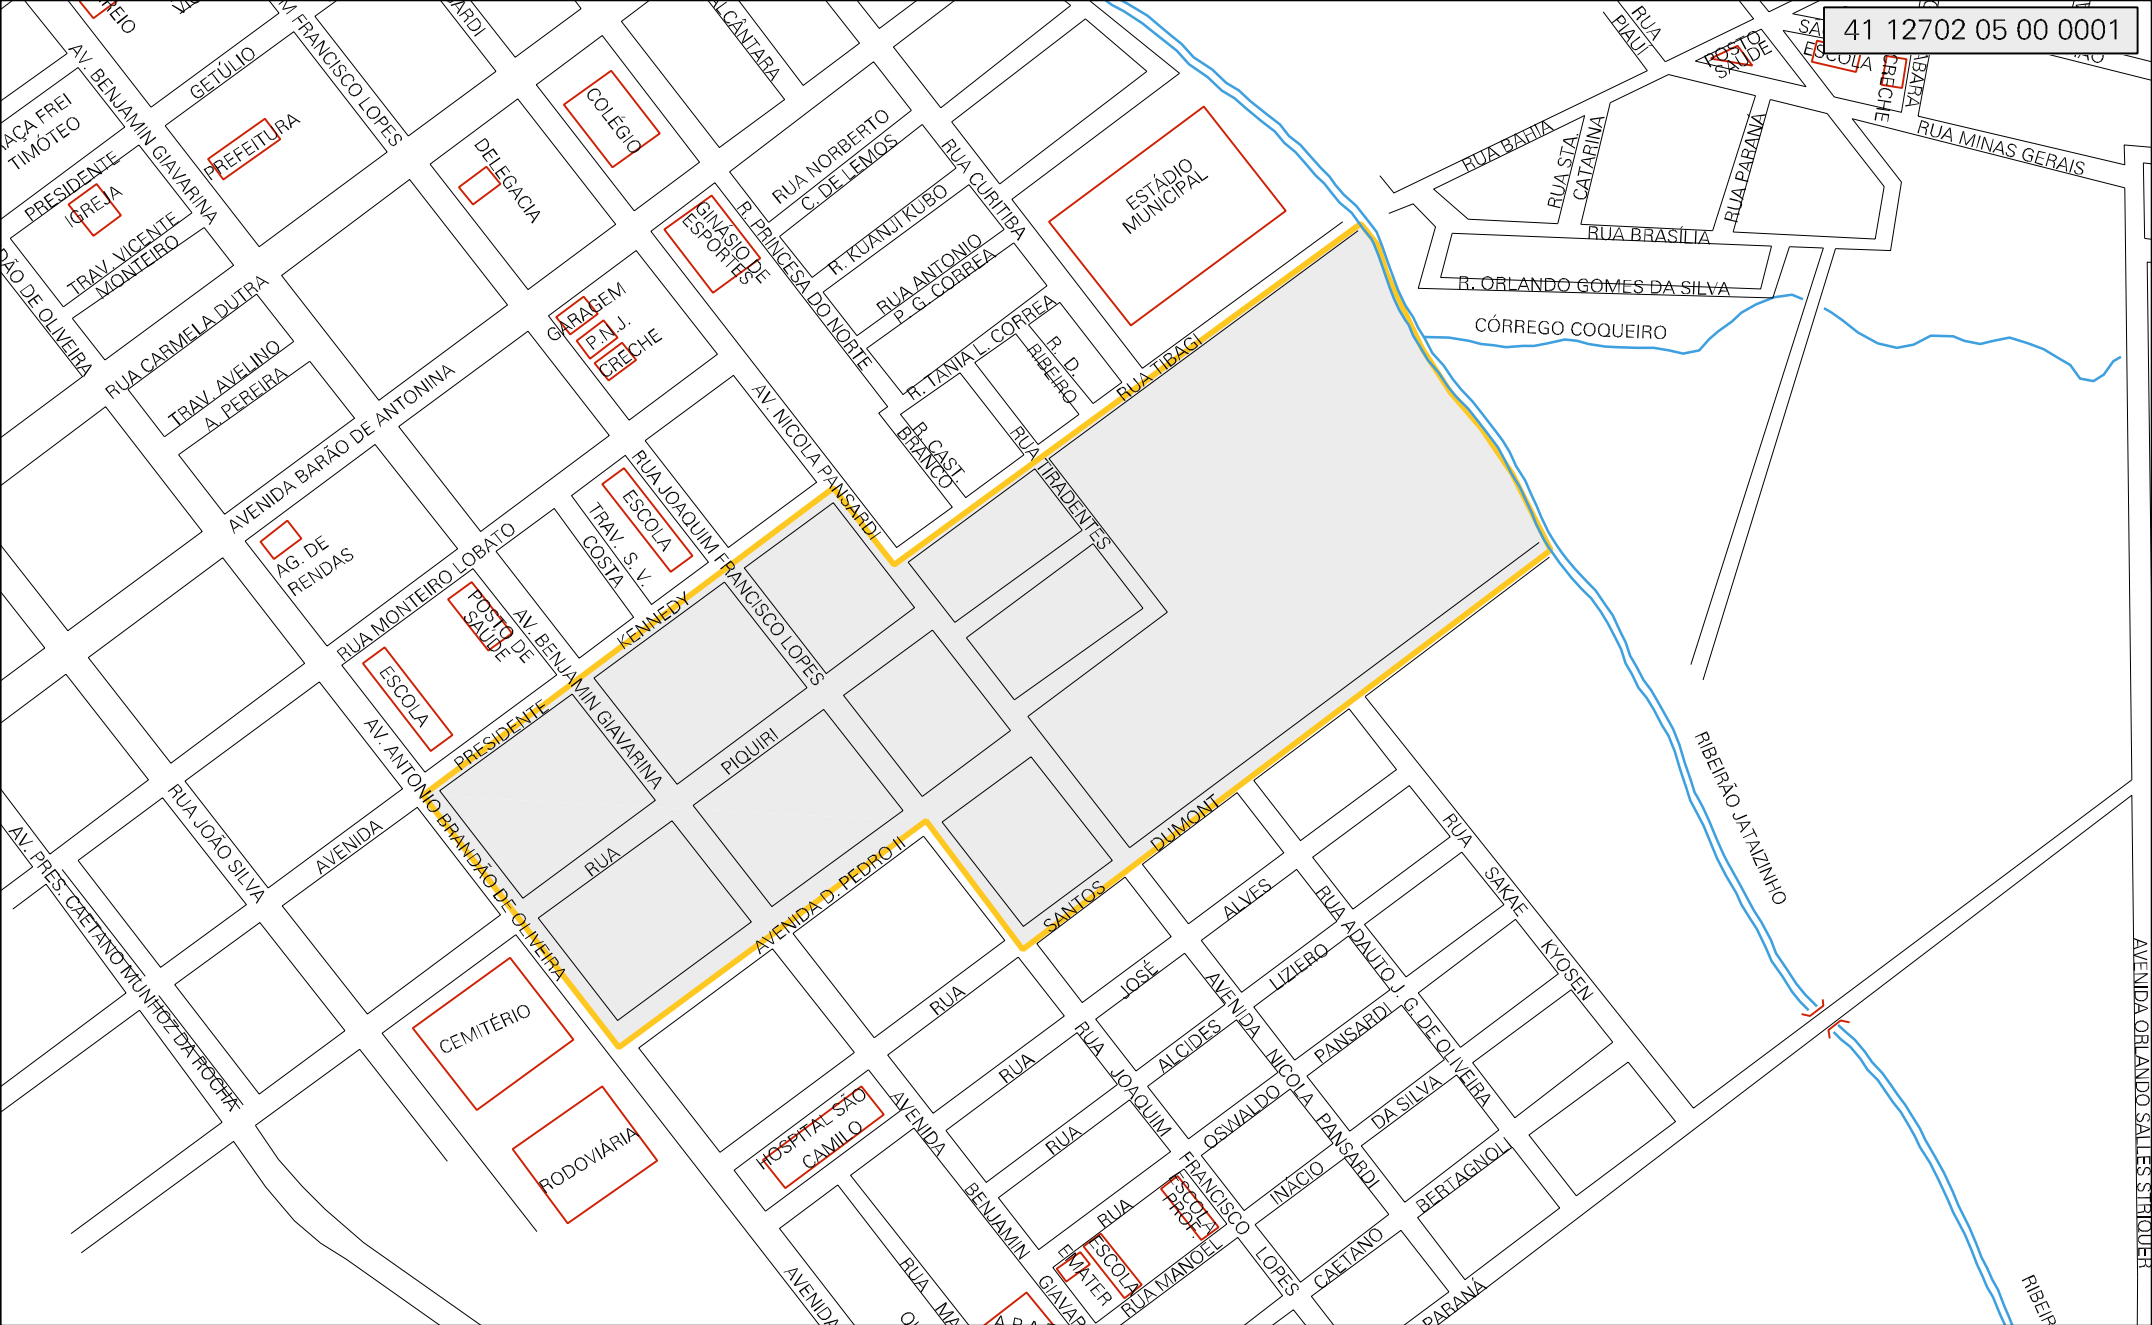 41 12702 05 00 0001
AV. BENJAMIN GIAVARINA
GETÚLIO
FRANCISCO LOPES
ALCÂNTARA
RUA
PIAUÍ
POSTO DE
SAÚDE
ESCOLA
CRECHE
RUA MINAS GERAIS
TIMÓTEO
PREFEITURA
PRESIDENTE
IGREJA
TRAV. VICENTE
MONTEIRO
COLÉGIO
DELEGACIA
RUA NORBERTO
C. DE LEMOS
RUA CURITIBA
R. KUANJI KUBO
RUA ANTONIO
P. G. CORREA
R. PRINCESA DO NORTE
GINÁSIO DE
ESPORTES
ESTÁDIO
MUNICIPAL
RUA BAHIA
RUA STA.
CATARINA
RUA PARANÁ
RUA BRASÍLIA
R. ORLANDO GOMES DA SILVA
CÓRREGO COQUEIRO
RUA CARMELA DUTRA
TRAV. AVELINO
A. PEREIRA
GARAGEM
P.N.J.
CRECHE
R. TANIA L. CORREA
R. D.
RIBEIRO
RUA TIBAGI
AVENIDA BARÃO DE ANTONINA
AV. NICOLA PANSARDI
R. CAST.
BRANCO
RUA TIRADENTES
AG. DE
RENDAS
RUA MONTEIRO LOBATO
ESCOLA
TRAV. S. V.
COSTA
RUA JOAQUIM FRANCISCO LOPES
POSTO DE
SAÚDE
AV. BENJAMIN GIAVARINA
PRESIDENTE
KENNEDY
ESCOLA
AV. ANTONIO BRANDÃO DE OLIVEIRA
RUA
PIQUIRI
AVENIDA
RUA JOÃO SILVA
AV. PRES. CAETANO MUNHOZ DA ROCHA
AVENIDA D. PEDRO II
SANTOS
DUMONT
RIBEIRÃO JATAIZINHO
RUA
SAKAE
KYOSEN
RUA
JOSÉ
ALVES
RUA ADAUTO J. G. DE OLIVEIRA
RUA
ALCIDES
LIZIERO
AVENIDA
NICOLA
PANSARDI
RUA
OSWALDO
PANSARDI
RUA
JOAQUIM
FRANCISCO
LOPES
RUA
INÁCIO
DA SILVA
RUA MANOEL
CAETANO
BERTAGNOLI
PARANÁ
CEMITÉRIO
RODOVIÁRIA
HOSPITAL SÃO
CAMILO
AVENIDA
BENJAMIN
ESCOLA
PROF.
EMATER
ESCOLA
AVENIDA
RUA
AVENIDA ORLANDO SALES STRIQUER